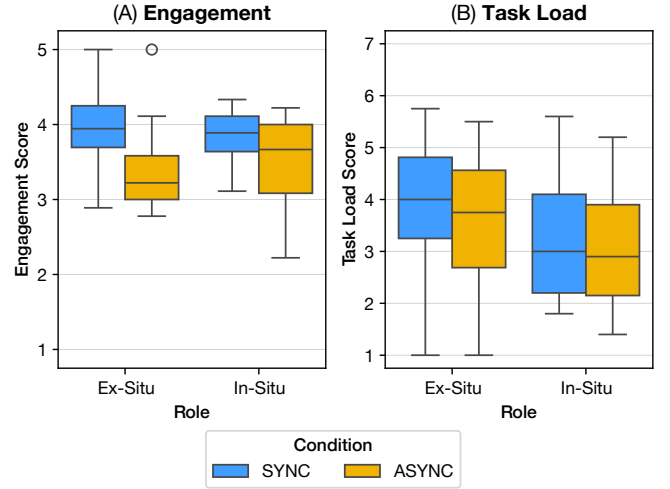 (A) Engagement
Engagement Score
5
4
3
2
1
Ex-Situ In-Situ
Role
(B) Task Load
Task Load Score
7
6
5
4
3
2
1
Ex-Situ In-Situ
Role
Condition
SYNC ASYNC